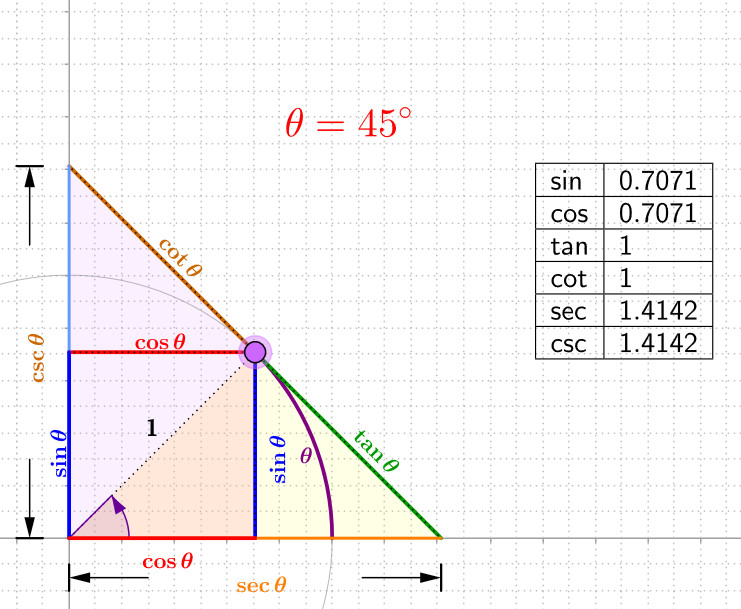 θ = 45°
sin 0.7071
cos 0.7071
tan 1
cot 1
sec 1.4142
csc 1.4142
cot θ
cos θ
csc θ
1
sin θ
sin θ
θ
tan θ
cos θ
sec θ